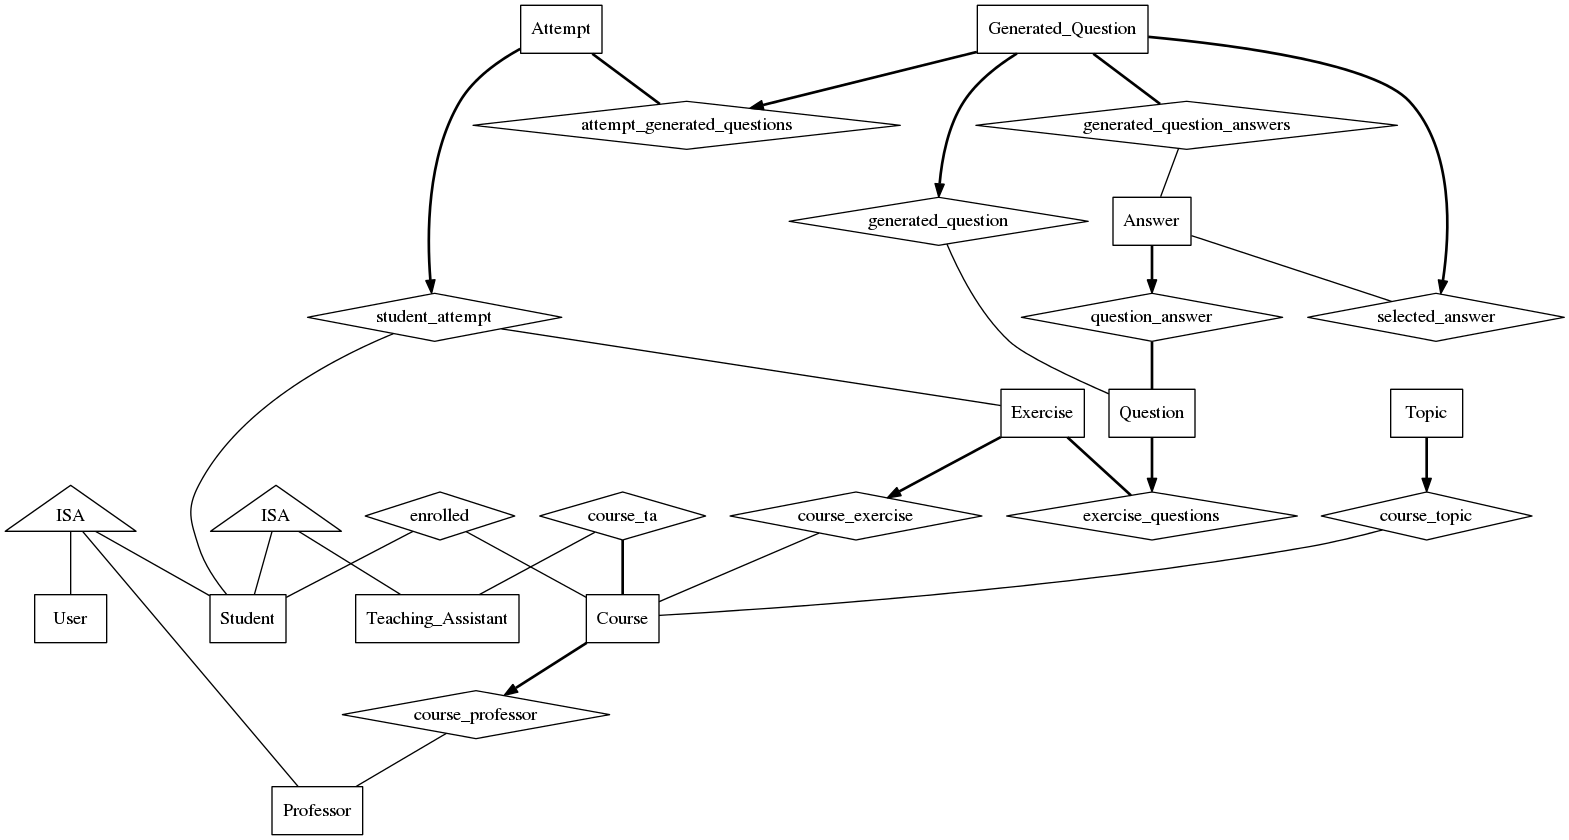 Attempt
Generated_Question
attempt_generated_questions
generated_question_answers
generated_question
Answer
student_attempt
question_answer
selected_answer
Exercise
Question
Topic
ISA
ISA
enrolled
course_ta
course_exercise
exercise_questions
course_topic
User
Student
Teaching_Assistant
Course
course_professor
Professor